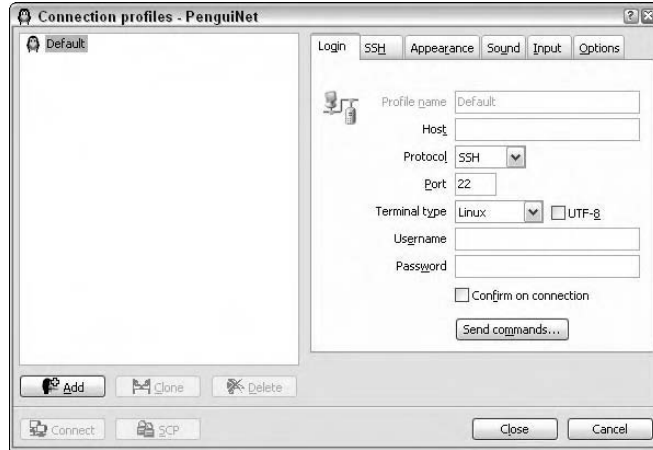 Connection profiles - PenguiNet
Default
Login SSH Appearance Sound Input Options
Profile name Default
Host
Protocol SSH
Port 22
Terminal type Linux UTF-8
Username
Password
Confirm on connection
Send commands...
Add Clone Delete
Connect SCP Close Cancel